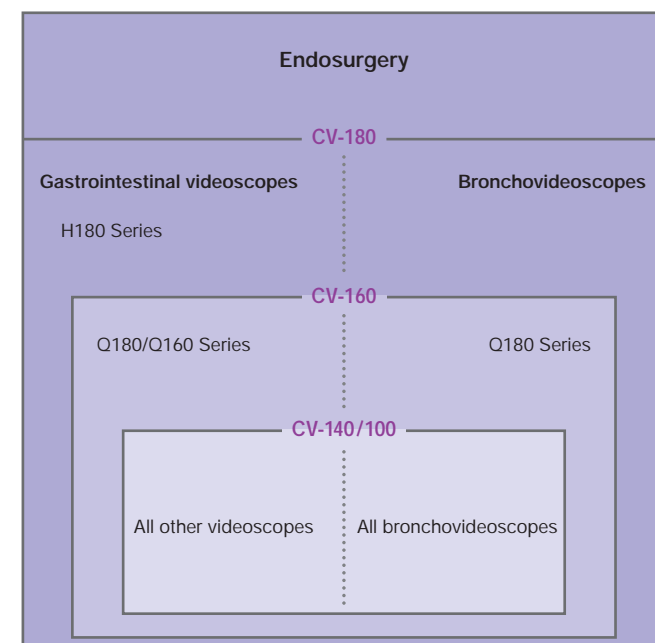 Endosurgery
CV-180
Gastrointestinal videoscopes
Bronchovideoscopes
H180 Series
CV-160
Q180/Q160 Series
Q180 Series
CV-140/100
All other videoscopes
All bronchovideoscopes